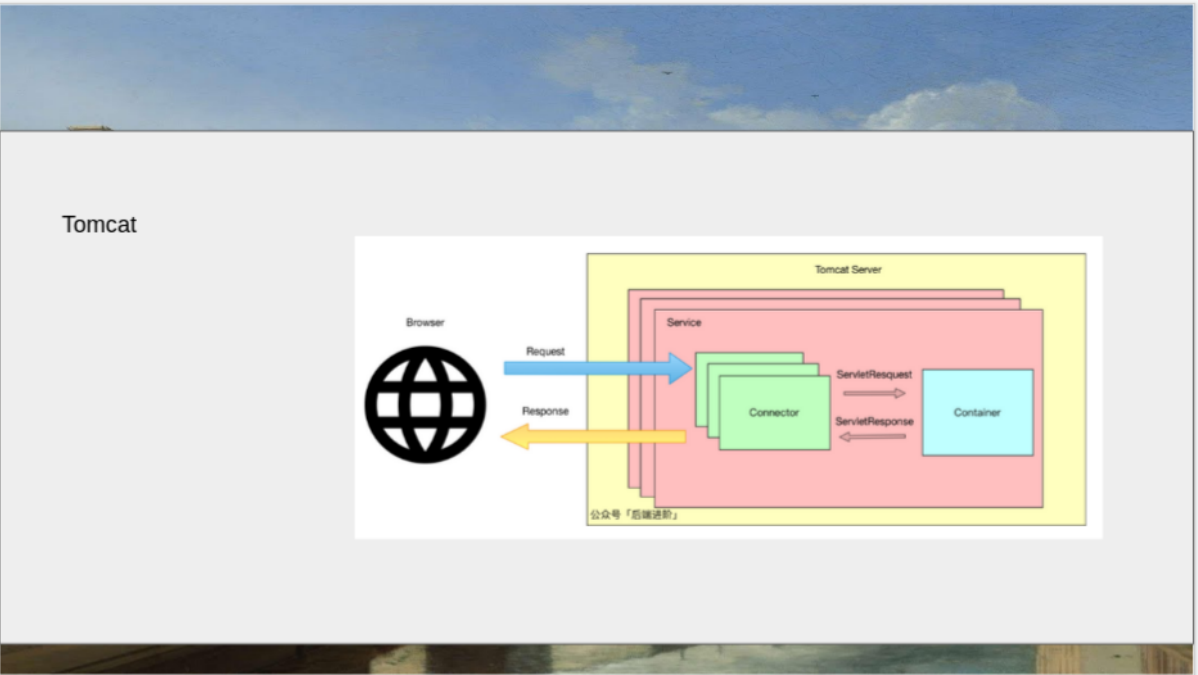 Tomcat
Tomcat Server
Browser
Service
Request
ServletResquest
Response
Connector
Container
ServletResponse
公众号「后端进阶」